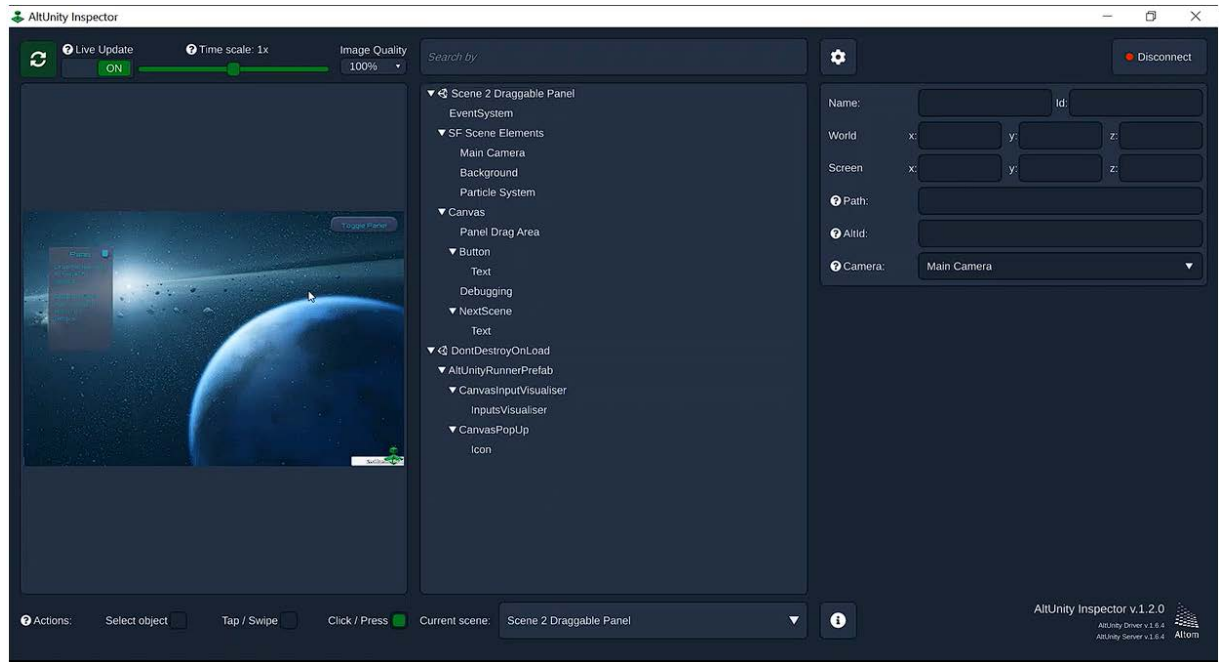 AltUnity Inspector
Live Update
ON
Time scale: 1x
Image Quality
100%
Search by
Disconnect
Scene 2 Draggable Panel
EventSystem
SF Scene Elements
Main Camera
Background
Particle System
Canvas
Panel Drag Area
Button
Text
Debugging
NextScene
Text
DontDestroyOnLoad
AltUnityRunnerPrefab
CanvasInputVisualiser
InputsVisualiser
CanvasPopUp
Icon
Toggle Panel
Panel
Name: Id:
World x: y: z:
Screen x: y: z:
Path:
AltId:
Camera: Main Camera
Actions: Select object Tap / Swipe Click / Press
Current scene: Scene 2 Draggable Panel
AltUnity Inspector v.1.2.0
AltUnity Driver v.1.6.4
AltUnity Server v.1.6.4
Altom